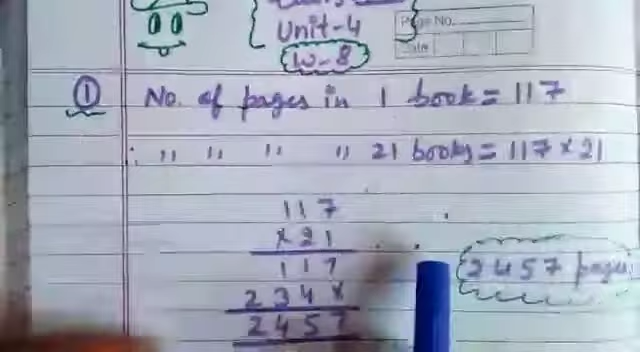 Unit-4
Page No.
Date
W-8
① No. of pages in 1 book = 117
∴ " " " " 21 books = 117 × 21
117
×21
117
234×
2457
2457 pages